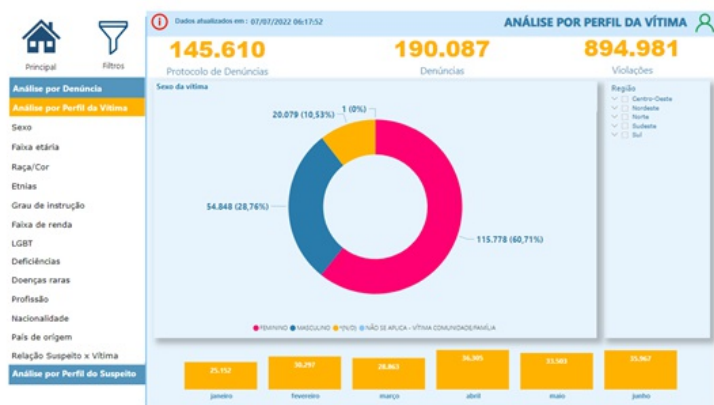 Principal
Filtros
Análise por Denúncia
Análise por Perfil da Vítima
Sexo
Faixa etária
Raça/Cor
Etnias
Grau de instrução
Faixa de renda
LGBT
Deficiências
Doenças raras
Profissão
Nacionalidade
País de origem
Relação Suspeito x Vítima
Análise por Perfil do Suspeito
Dados atualizados em : 07/07/2022 06:17:52
ANÁLISE POR PERFIL DA VÍTIMA
145.610
Protocolo de Denúncias
190.087
Denúncias
894.981
Violações
Sexo da vítima
1 (0%)
20.079 (10,53%)
54.848 (28,76%)
115.778 (60,71%)
FEMININO MASCULINO *(N/D) NÃO SE APLICA - VÍTIMA COMUNIDADE/FAMÍLIA
Região
Centro-Oeste
Nordeste
Norte
Sudeste
Sul
25.152
30.297
28.863
36.305
33.503
35.967
janeiro
fevereiro
março
abril
maio
junho